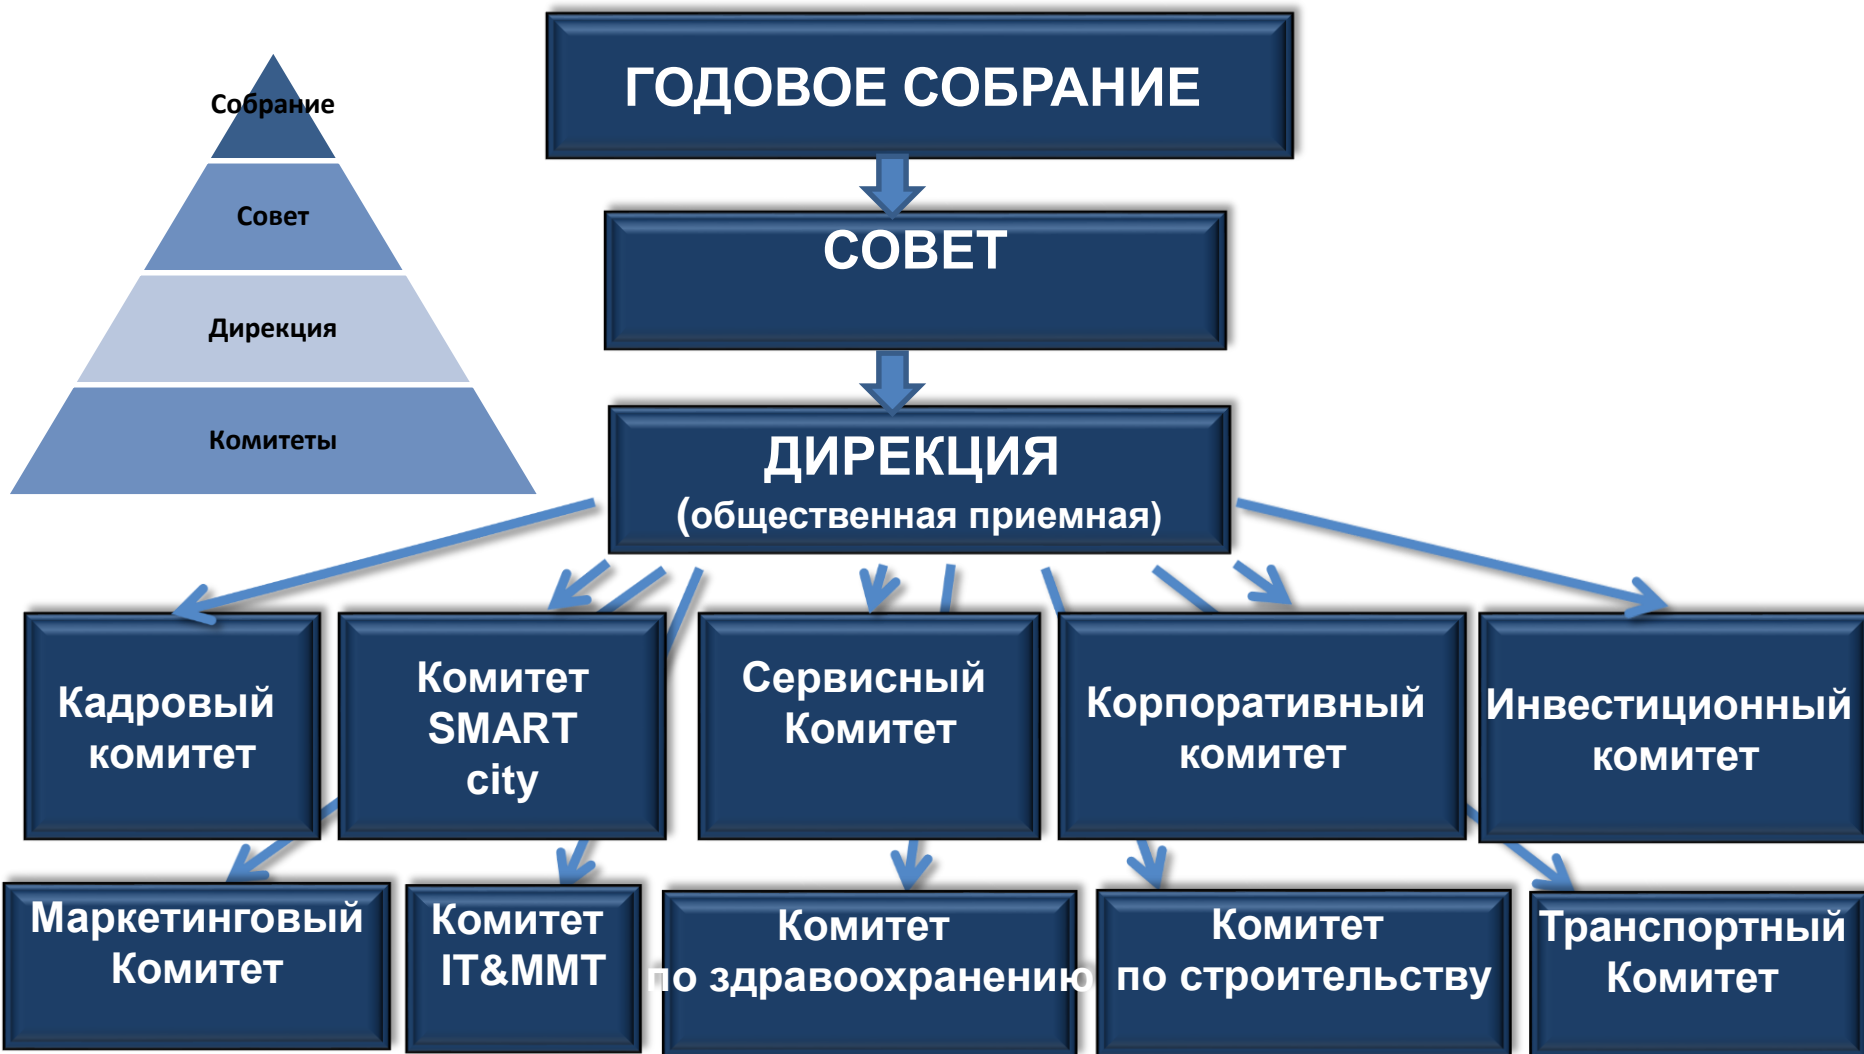 ГОДОВОЕ СОБРАНИЕ
Собрание
Совет
Дирекция
Комитеты
СОВЕТ
ДИРЕКЦИЯ
(общественная приемная)
Кадровый
комитет
Комитет
SMART
city
Сервисный
Комитет
Корпоративный
комитет
Инвестиционный
комитет
Маркетинговый
Комитет
Комитет
IT&MMT
Комитет
по здравоохранению
Комитет
по строительству
Транспортный
Комитет